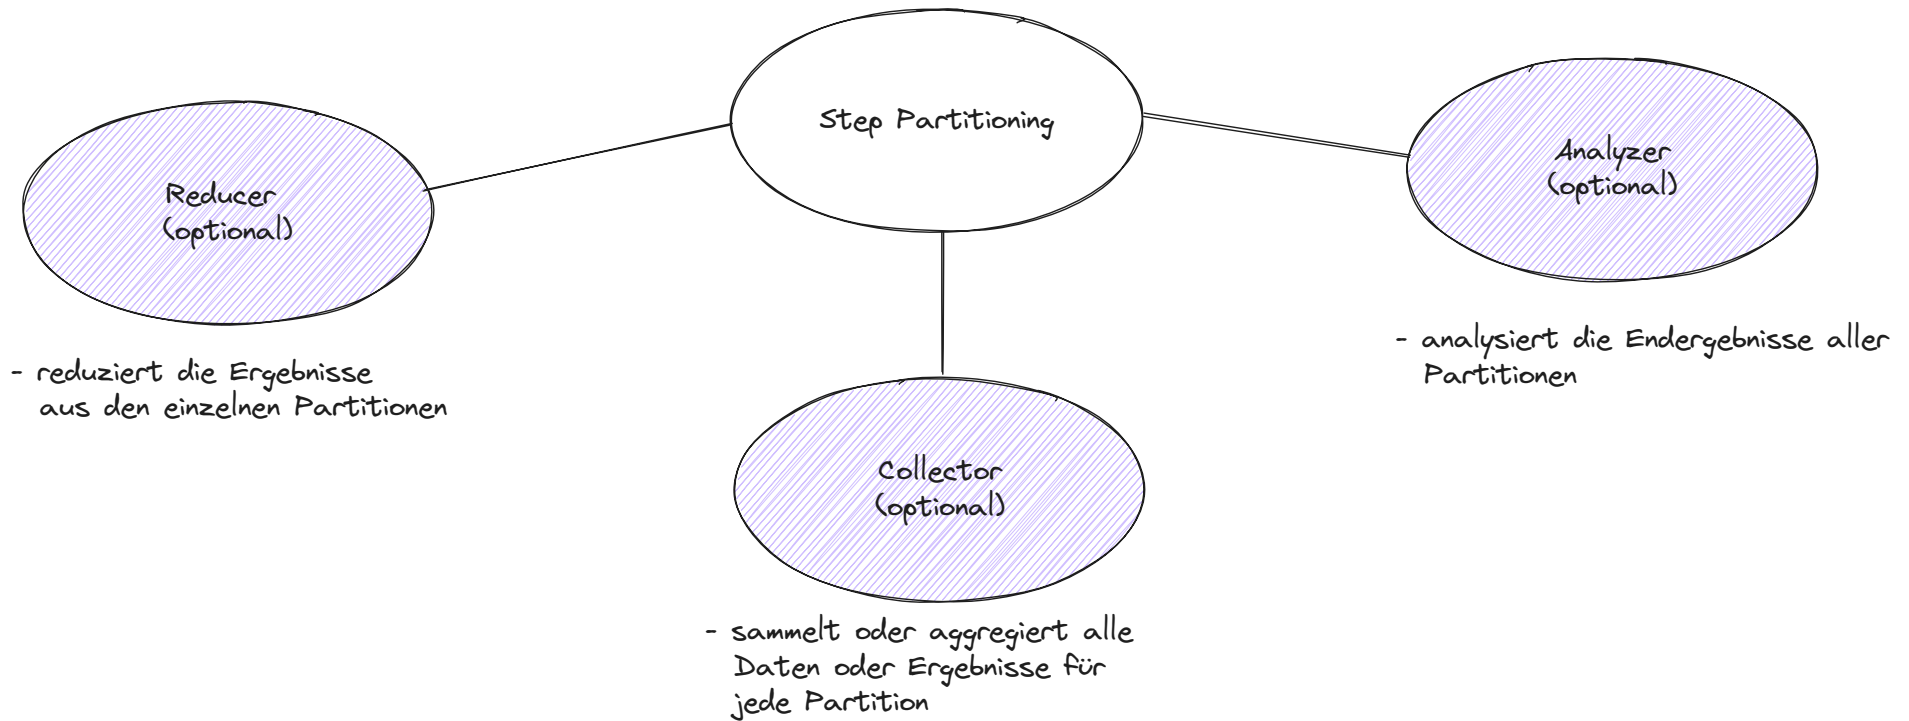 Step Partitioning
Reducer
(optional)
- reduziert die Ergebnisse
aus den einzelnen Partitionen
Collector
(optional)
- sammelt oder aggregiert alle
Daten oder Ergebnisse für
jede Partition
Analyzer
(optional)
- analysiert die Endergebnisse aller
Partitionen